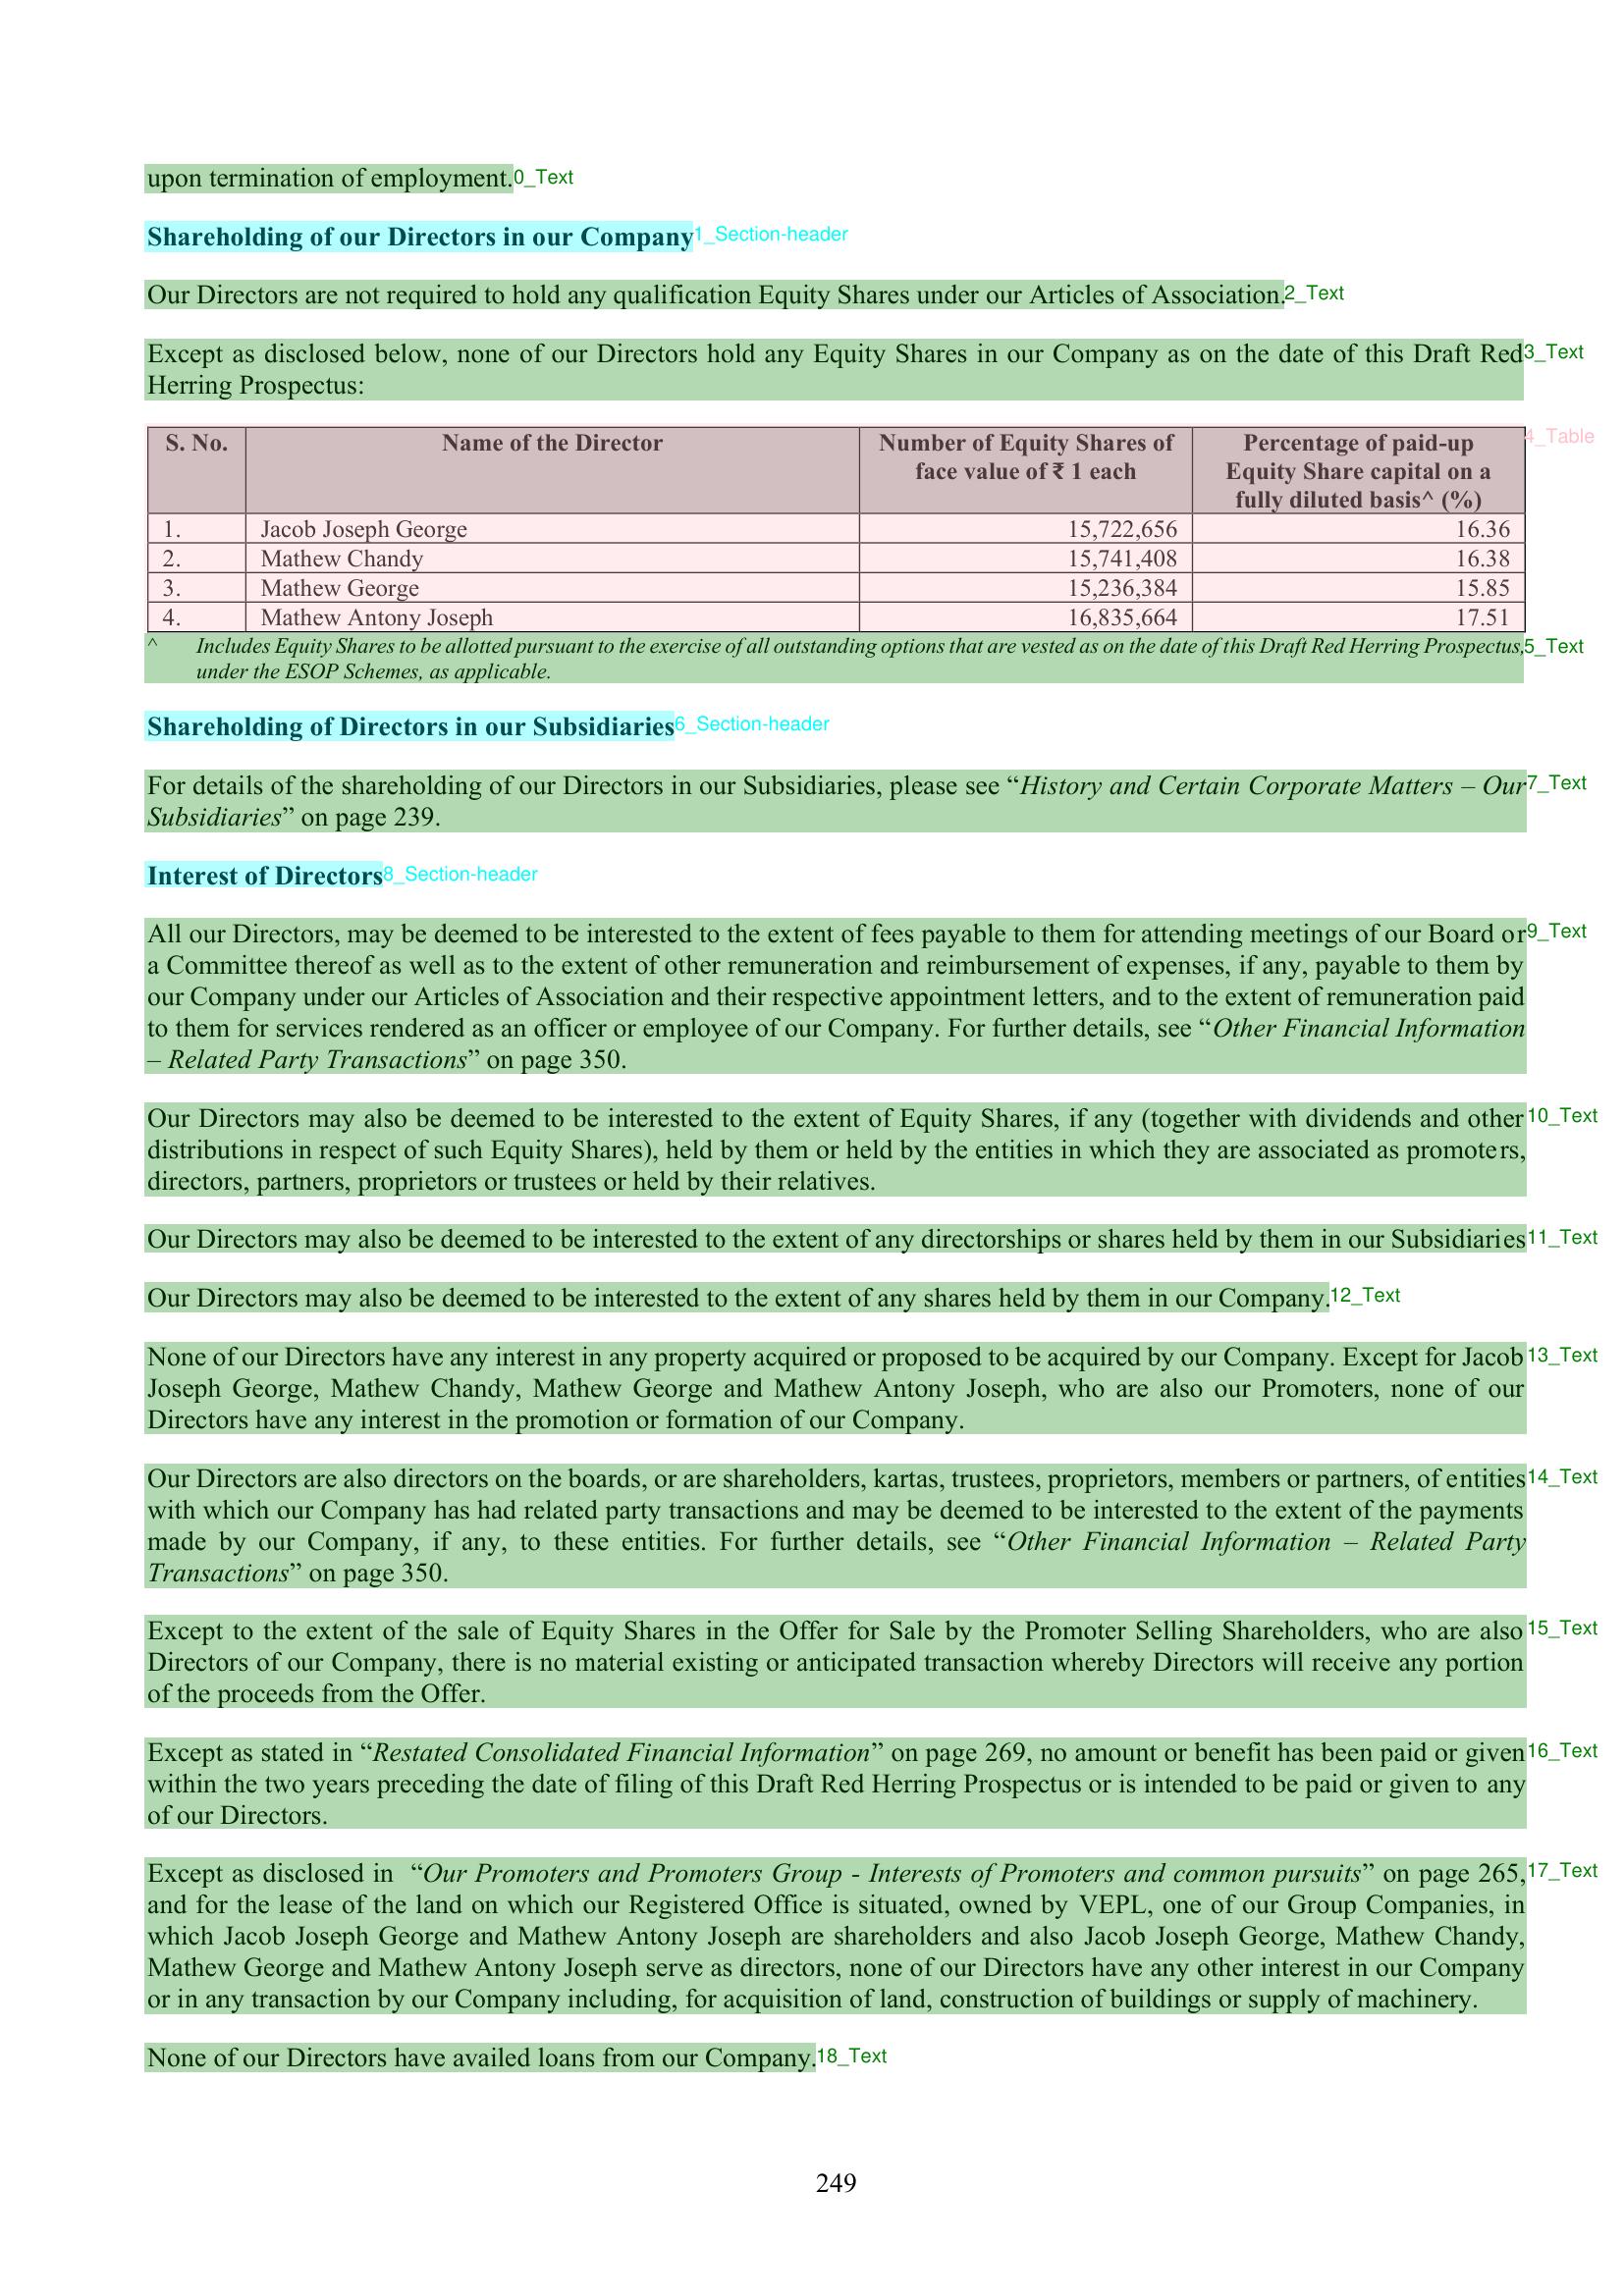 upon termination of employment.0_Text
Shareholding of our Directors in our Company1_Section-header
Our Directors are not required to hold any qualification Equity Shares under our Articles of Association.2_Text
Except as disclosed below, none of our Directors hold any Equity Shares in our Company as on the date of this Draft Red3_Text
Herring Prospectus:
S. No. Name of the Director Number of Equity Shares of face value of ₹ 1 each Percentage of paid-up Equity Share capital on a fully diluted basis^ (%) 4_Table
1. Jacob Joseph George 15,722,656 16.36
2. Mathew Chandy 15,741,408 16.38
3. Mathew George 15,236,384 15.85
4. Mathew Antony Joseph 16,835,664 17.51
^ Includes Equity Shares to be allotted pursuant to the exercise of all outstanding options that are vested as on the date of this Draft Red Herring Prospectus,5_Text
under the ESOP Schemes, as applicable.
Shareholding of Directors in our Subsidiaries6_Section-header
For details of the shareholding of our Directors in our Subsidiaries, please see “History and Certain Corporate Matters – Our7_Text
Subsidiaries” on page 239.
Interest of Directors8_Section-header
All our Directors, may be deemed to be interested to the extent of fees payable to them for attending meetings of our Board or9_Text
a Committee thereof as well as to the extent of other remuneration and reimbursement of expenses, if any, payable to them by
our Company under our Articles of Association and their respective appointment letters, and to the extent of remuneration paid
to them for services rendered as an officer or employee of our Company. For further details, see “Other Financial Information
– Related Party Transactions” on page 350.
Our Directors may also be deemed to be interested to the extent of Equity Shares, if any (together with dividends and other10_Text
distributions in respect of such Equity Shares), held by them or held by the entities in which they are associated as promoters,
directors, partners, proprietors or trustees or held by their relatives.
Our Directors may also be deemed to be interested to the extent of any directorships or shares held by them in our Subsidiaries11_Text
Our Directors may also be deemed to be interested to the extent of any shares held by them in our Company.12_Text
None of our Directors have any interest in any property acquired or proposed to be acquired by our Company. Except for Jacob13_Text
Joseph George, Mathew Chandy, Mathew George and Mathew Antony Joseph, who are also our Promoters, none of our
Directors have any interest in the promotion or formation of our Company.
Our Directors are also directors on the boards, or are shareholders, kartas, trustees, proprietors, members or partners, of entities14_Text
with which our Company has had related party transactions and may be deemed to be interested to the extent of the payments
made by our Company, if any, to these entities. For further details, see “Other Financial Information – Related Party
Transactions” on page 350.
Except to the extent of the sale of Equity Shares in the Offer for Sale by the Promoter Selling Shareholders, who are also15_Text
Directors of our Company, there is no material existing or anticipated transaction whereby Directors will receive any portion
of the proceeds from the Offer.
Except as stated in “Restated Consolidated Financial Information” on page 269, no amount or benefit has been paid or given16_Text
within the two years preceding the date of filing of this Draft Red Herring Prospectus or is intended to be paid or given to any
of our Directors.
Except as disclosed in “Our Promoters and Promoters Group - Interests of Promoters and common pursuits” on page 265,17_Text
and for the lease of the land on which our Registered Office is situated, owned by VEPL, one of our Group Companies, in
which Jacob Joseph George and Mathew Antony Joseph are shareholders and also Jacob Joseph George, Mathew Chandy,
Mathew George and Mathew Antony Joseph serve as directors, none of our Directors have any other interest in our Company
or in any transaction by our Company including, for acquisition of land, construction of buildings or supply of machinery.
None of our Directors have availed loans from our Company.18_Text
249